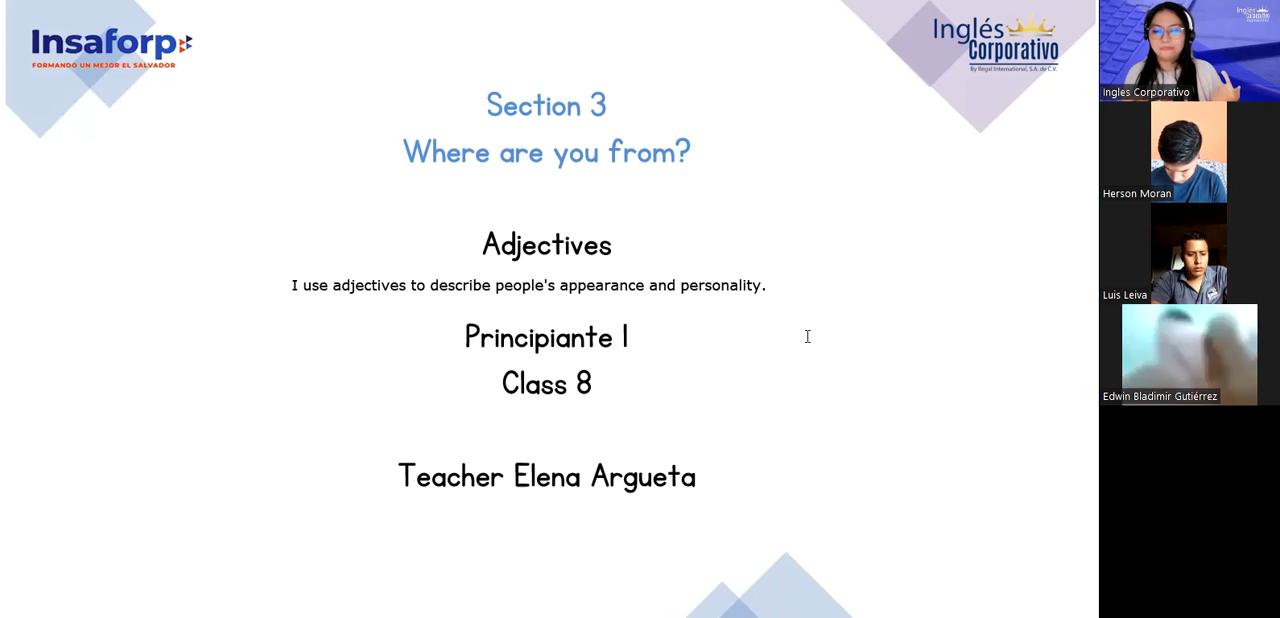 Insaforp
FORMANDO UN MEJOR EL SALVADOR
Inglés
Corporativo
By Regal International, S.A. de C.V.
Section 3
Where are you from?
Adjectives
I use adjectives to describe people's appearance and personality.
Principiante I
Class 8
Teacher Elena Argueta
Ingles Corporativo
Herson Moran
Luis Leiva
Edwin Bladimir Gutiérrez